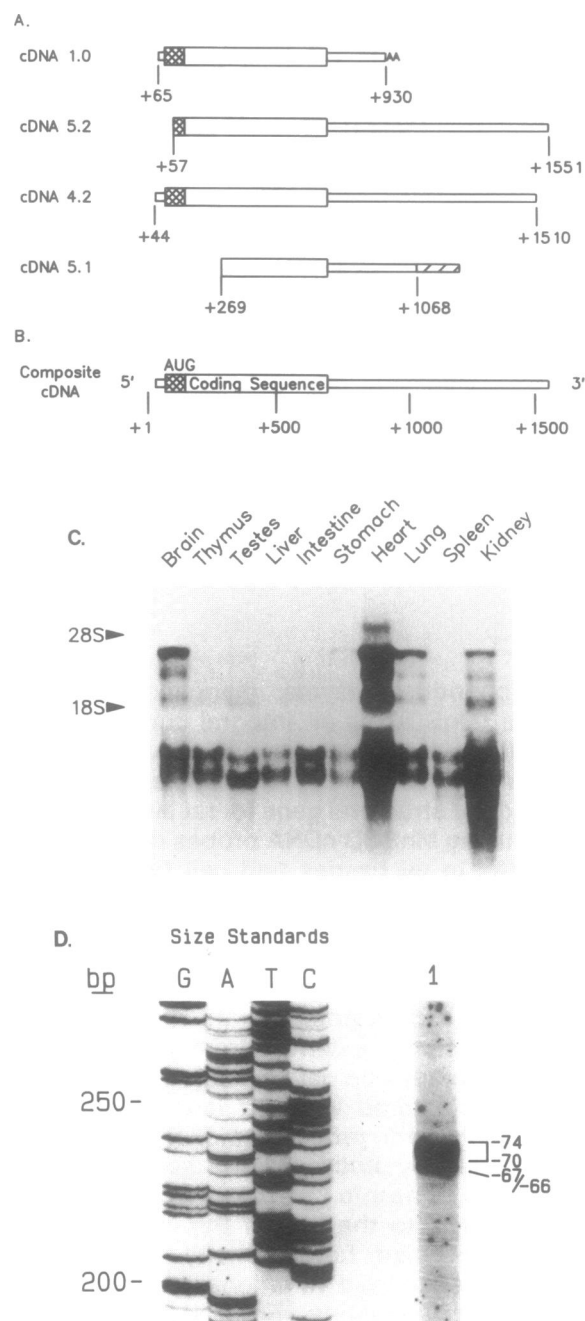 A.
cDNA 1.0
AA
+65 +930
cDNA 5.2
+57 +1551
cDNA 4.2
+44 +1510
cDNA 5.1
+269 +1068
B.
AUG
Composite cDNA 5' Coding Sequence 3'
+1 +500 +1000 +1500
C.
Brain Thymus Testes Liver Intestine Stomach Heart Lung Spleen Kidney
28S
18S
D. Size Standards
bp G A T C 1
250-
-74
-70
-67/-66
200-